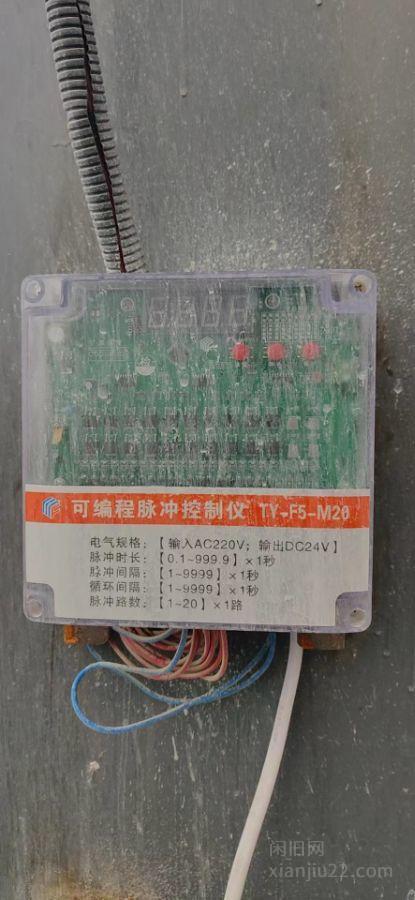 可编程脉冲控制仪 TY-F5-M20
电气规格：【输入AC220V；输出DC24V】
脉冲时长：【0.1~999.9】×1秒
脉冲间隔：【1~9999】×1秒
循环间隔：【1~9999】×1秒
脉冲路数：【1~20】×1路
闲旧网
xianjiu22.com